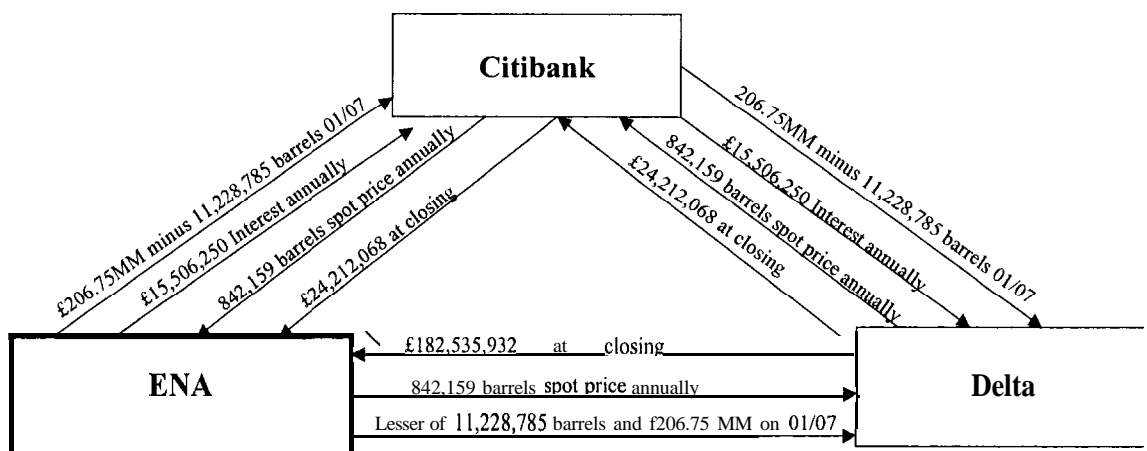 Citibank
£206.75MM minus 11,228,785 barrels 01/07
£15,506,250 Interest annually
842,159 barrels spot price annually
£24,212,068 at closing
206.75MM minus 11,228,785 barrels 01/07
£15,506,250 Interest annually
842,159 barrels spot price annually
£24,212,068 at closing
ENA
£182,535,932 at closing
842,159 barrels spot price annually
Lesser of 11,228,785 barrels and f206.75 MM on 01/07
Delta